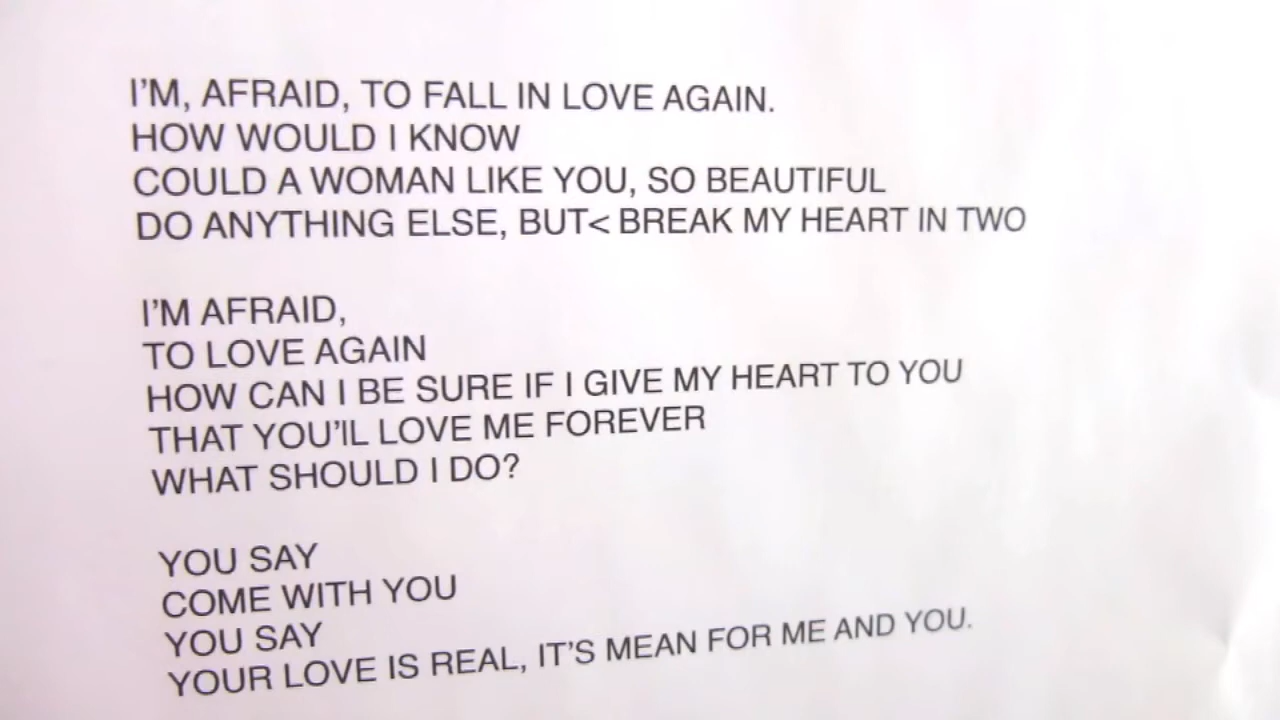 I'M, AFRAID, TO FALL IN LOVE AGAIN.
HOW WOULD I KNOW
COULD A WOMAN LIKE YOU, SO BEAUTIFUL
DO ANYTHING ELSE, BUT< BREAK MY HEART IN TWO
I'M AFRAID,
TO LOVE AGAIN
HOW CAN I BE SURE IF I GIVE MY HEART TO YOU
THAT YOU'lL LOVE ME FOREVER
WHAT SHOULD I DO?
YOU SAY
COME WITH YOU
YOU SAY
YOUR LOVE IS REAL, IT'S MEAN FOR ME AND YOU.